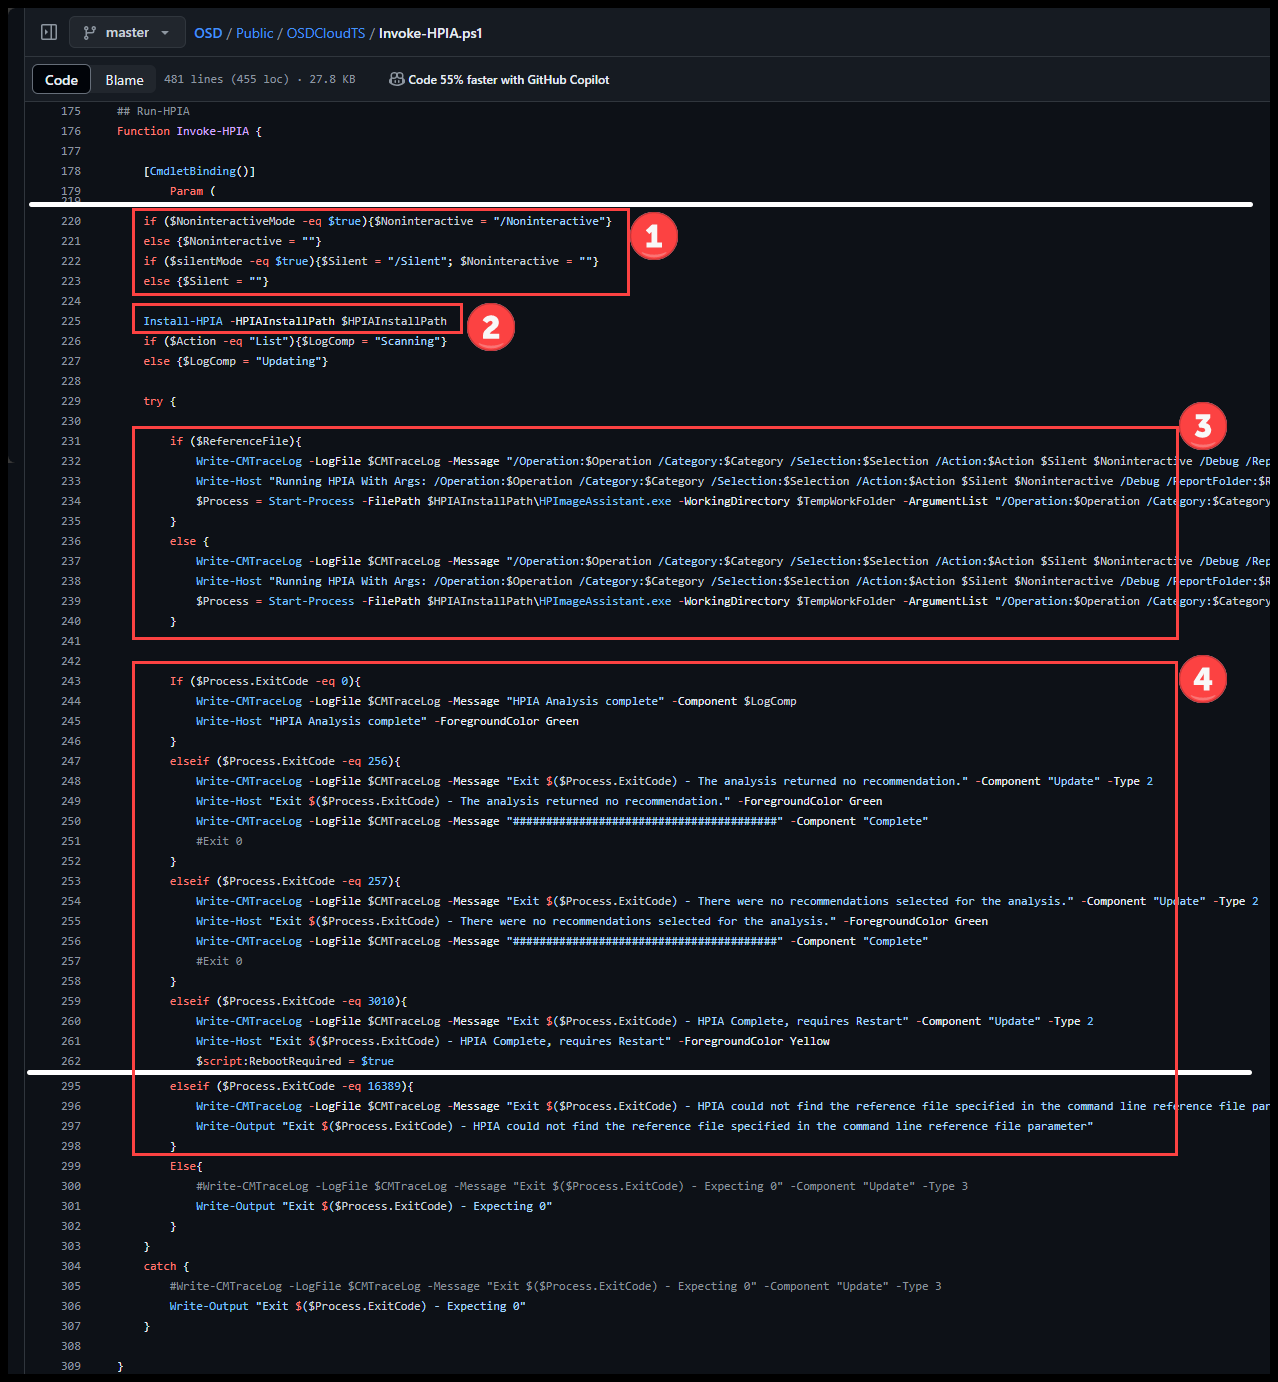 master OSD / Public / OSDCloudTS / Invoke-HPIA.ps1
Code Blame 481 lines (455 loc) · 27.8 KB Code 55% faster with GitHub Copilot
175 ## Run-HPIA
176 Function Invoke-HPIA {
177
178 [CmdletBinding()]
179 Param (
219
220 if ($NoninteractiveMode -eq $true){$Noninteractive = "/Noninteractive"}
221 else {$Noninteractive = ""}
222 if ($silentMode -eq $true){$Silent = "/Silent"; $Noninteractive = ""}
223 else {$Silent = ""}
1
224
225 Install-HPIA -HPIAInstallPath $HPIAInstallPath
2
226 if ($Action -eq "List"){$LogComp = "Scanning"}
227 else {$LogComp = "Updating"}
228
229 try {
230
3
231 if ($ReferenceFile){
232 Write-CMTraceLog -LogFile $CMTraceLog -Message "/Operation:$Operation /Category:$Category /Selection:$Selection /Action:$Action $Silent $Noninteractive /Debug /Rep
233 Write-Host "Running HPIA With Args: /Operation:$Operation /Category:$Category /Selection:$Selection /Action:$Action $Silent $Noninteractive /Debug /ReportFolder:$R
234 $Process = Start-Process -FilePath $HPIAInstallPath\HPImageAssistant.exe -WorkingDirectory $TempWorkFolder -ArgumentList "/Operation:$Operation /Category:$Category
235 }
236 else {
237 Write-CMTraceLog -LogFile $CMTraceLog -Message "/Operation:$Operation /Category:$Category /Selection:$Selection /Action:$Action $Silent $Noninteractive /Debug /Rep
238 Write-Host "Running HPIA With Args: /Operation:$Operation /Category:$Category /Selection:$Selection /Action:$Action $Silent $Noninteractive /Debug /ReportFolder:$R
239 $Process = Start-Process -FilePath $HPIAInstallPath\HPImageAssistant.exe -WorkingDirectory $TempWorkFolder -ArgumentList "/Operation:$Operation /Category:$Category
240 }
241
242
4
243 If ($Process.ExitCode -eq 0){
244 Write-CMTraceLog -LogFile $CMTraceLog -Message "HPIA Analysis complete" -Component $LogComp
245 Write-Host "HPIA Analysis complete" -ForegroundColor Green
246 }
247 elseif ($Process.ExitCode -eq 256){
248 Write-CMTraceLog -LogFile $CMTraceLog -Message "Exit $($Process.ExitCode) - The analysis returned no recommendation." -Component "Update" -Type 2
249 Write-Host "Exit $($Process.ExitCode) - The analysis returned no recommendation." -ForegroundColor Green
250 Write-CMTraceLog -LogFile $CMTraceLog -Message "########################################" -Component "Complete"
251 #Exit 0
252 }
253 elseif ($Process.ExitCode -eq 257){
254 Write-CMTraceLog -LogFile $CMTraceLog -Message "Exit $($Process.ExitCode) - There were no recommendations selected for the analysis." -Component "Update" -Type 2
255 Write-Host "Exit $($Process.ExitCode) - There were no recommendations selected for the analysis." -ForegroundColor Green
256 Write-CMTraceLog -LogFile $CMTraceLog -Message "########################################" -Component "Complete"
257 #Exit 0
258 }
259 elseif ($Process.ExitCode -eq 3010){
260 Write-CMTraceLog -LogFile $CMTraceLog -Message "Exit $($Process.ExitCode) - HPIA Complete, requires Restart" -Component "Update" -Type 2
261 Write-Host "Exit $($Process.ExitCode) - HPIA Complete, requires Restart" -ForegroundColor Yellow
262 $script:RebootRequired = $true
295 elseif ($Process.ExitCode -eq 16389){
296 Write-CMTraceLog -LogFile $CMTraceLog -Message "Exit $($Process.ExitCode) - HPIA could not find the reference file specified in the command line reference file par
297 Write-Output "Exit $($Process.ExitCode) - HPIA could not find the reference file specified in the command line reference file parameter"
298 }
299 Else{
300 #Write-CMTraceLog -LogFile $CMTraceLog -Message "Exit $($Process.ExitCode) - Expecting 0" -Component "Update" -Type 3
301 Write-Output "Exit $($Process.ExitCode) - Expecting 0"
302 }
303 }
304 catch {
305 #Write-CMTraceLog -LogFile $CMTraceLog -Message "Exit $($Process.ExitCode) - Expecting 0" -Component "Update" -Type 3
306 Write-Output "Exit $($Process.ExitCode) - Expecting 0"
307 }
308
309 }